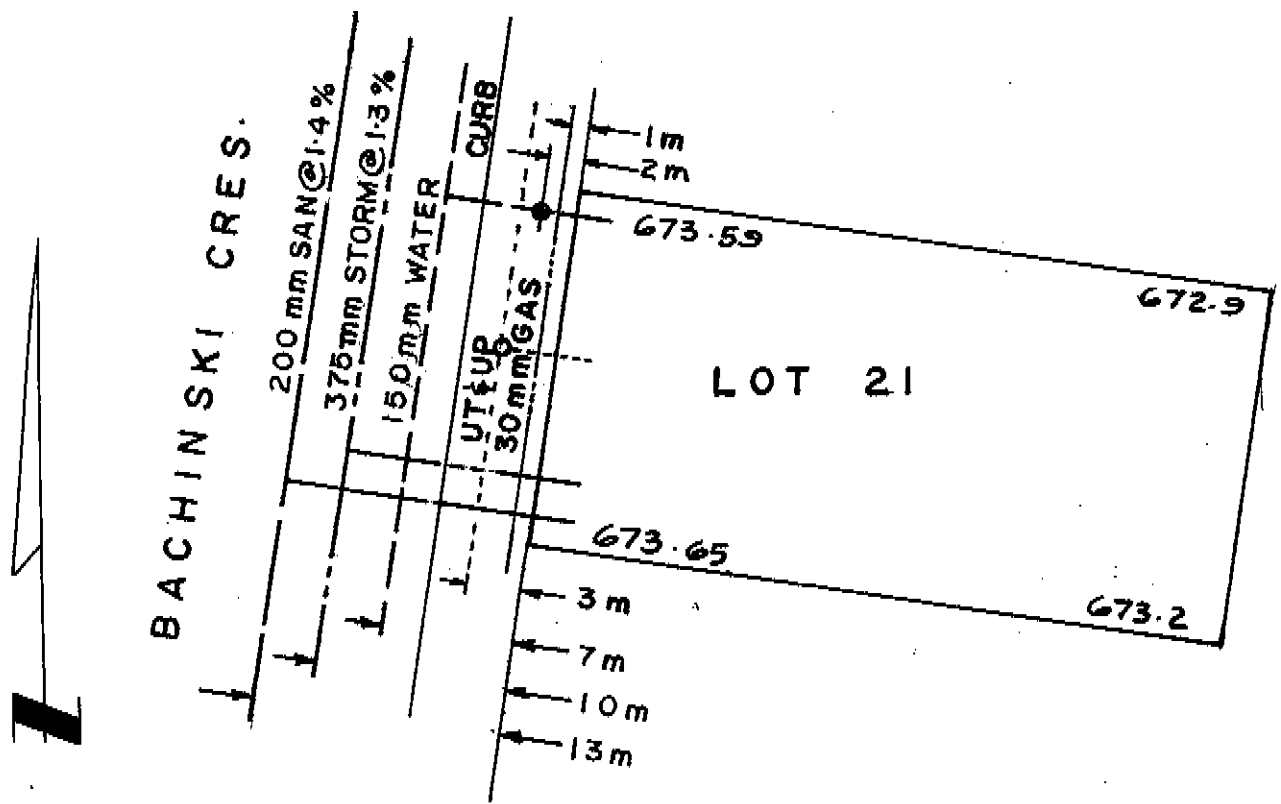 BACHINSKI CRES.
200 mm SAN @ 1.4 %
375 mm STORM @ 1.3 %
150 mm WATER
CURB
UT & UP
30 mm GAS
1 m
2 m
673.59
672.9
LOT 21
673.65
673.2
3 m
7 m
10 m
13 m